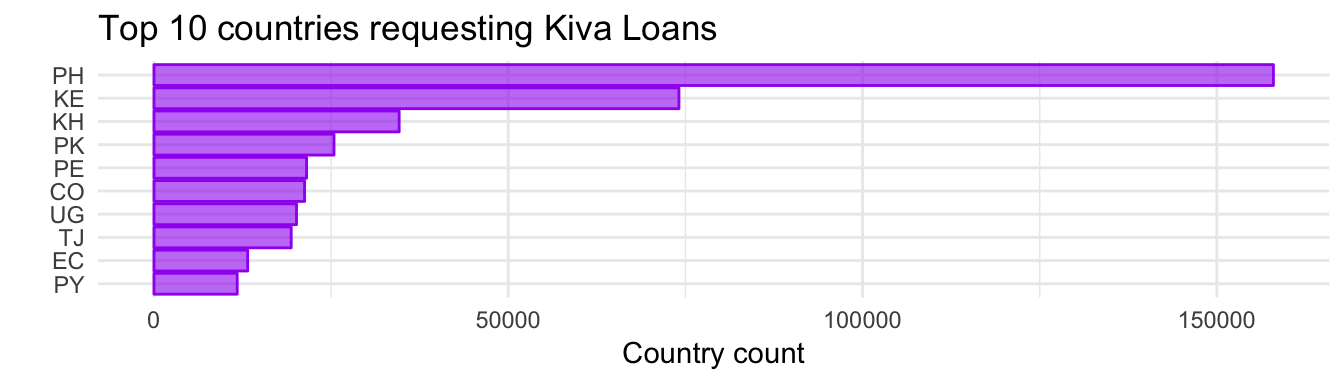 Top 10 countries requesting Kiva Loans
PH
KE
KH
PK
PE
CO
UG
TJ
EC
PY
0 50000 100000 150000
Country count